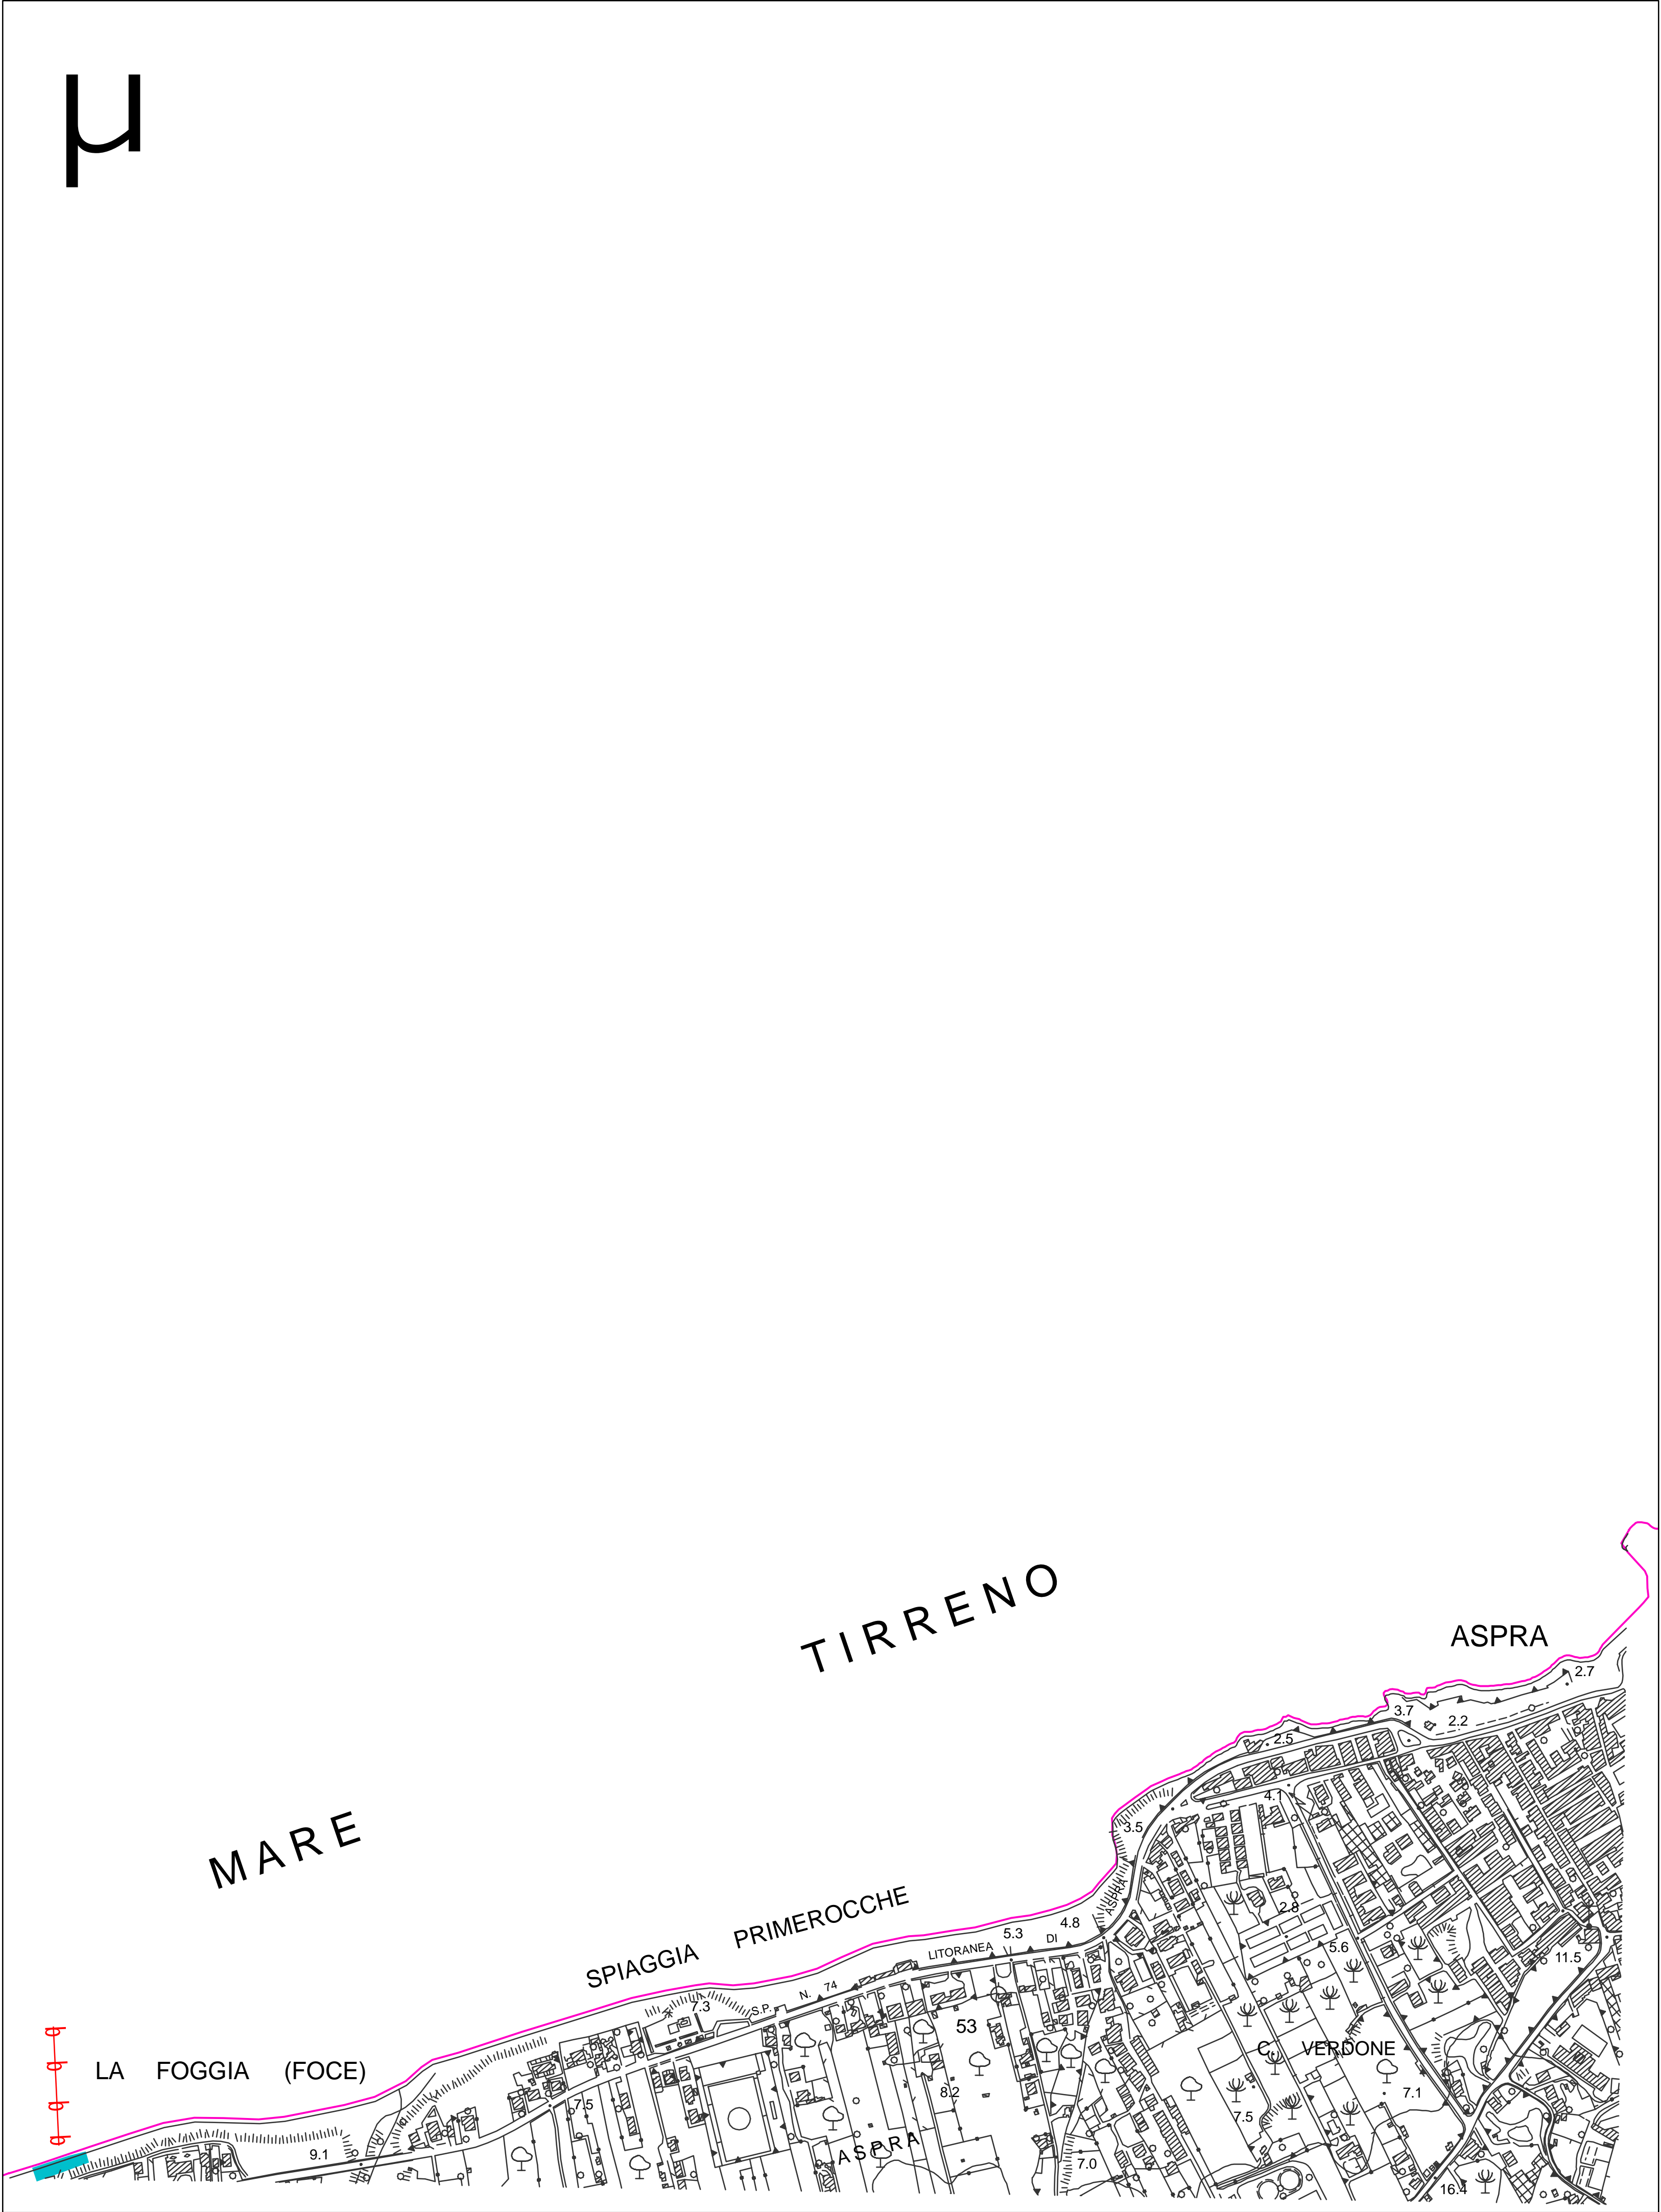 µ
TIRRENO
ASPRA
2.7
3.7
2.2
2.5
MARE
4.1
3.5
SPIAGGIA PRIMEROCCHE
ASPRA
2.8
4.8
5.3
LITORANEA DI
5.6
11.5
S.P. N. 74
7.3
53
C. VERDONE
LA FOGGIA (FOCE)
8.2
7.1
7.5
7.5
ASPRA
9.1
7.0
16.4